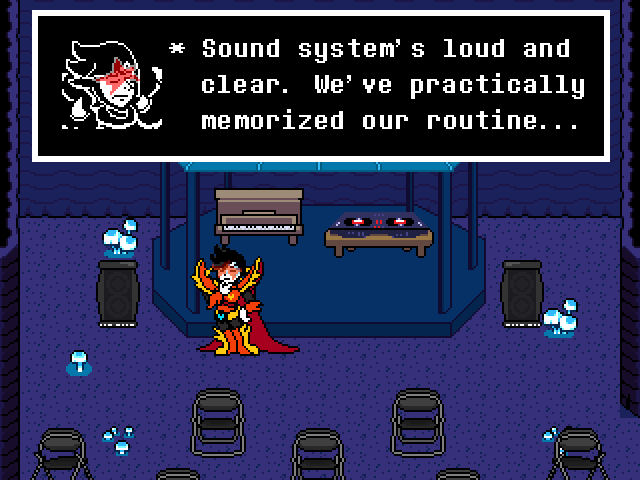 * Sound system's loud and
clear. We've practically
memorized our routine...